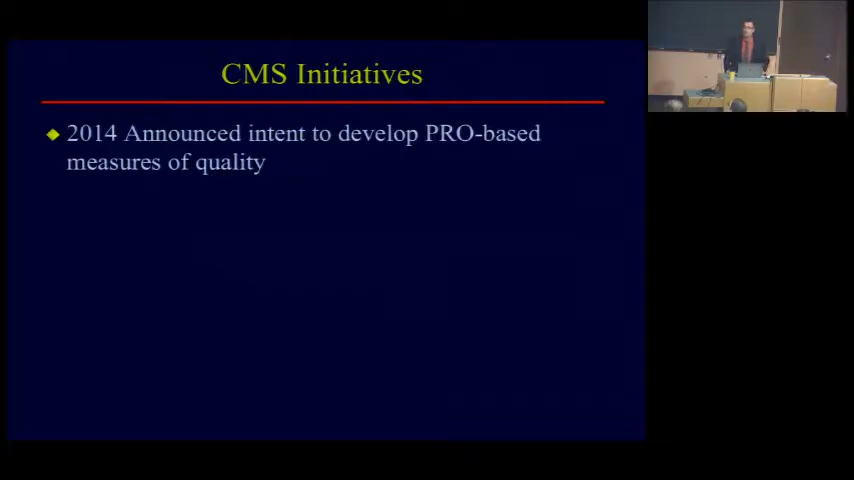 CMS Initiatives
2014 Announced intent to develop PRO-based
measures of quality